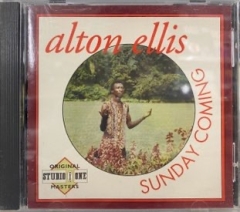 alton ellis
SUNDAY COMING
ORIGINAL
STUDIO ONE
MASTERS